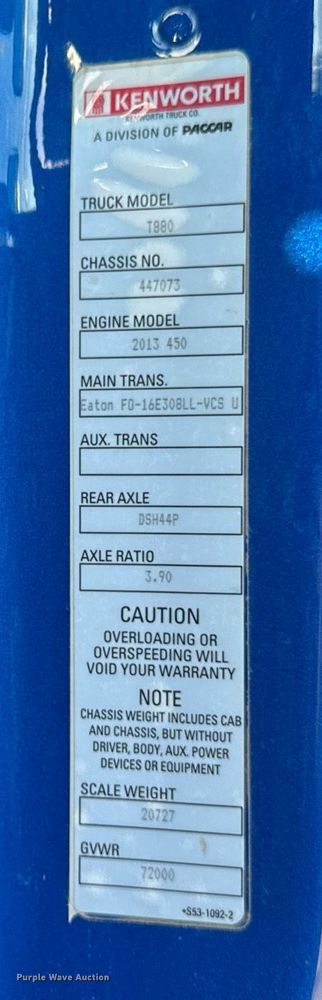 KENWORTH
KENWORTH TRUCK CO.
A DIVISION OF PACCAR
TRUCK MODEL
T880
CHASSIS NO.
447073
ENGINE MODEL
2013 450
MAIN TRANS.
Eaton FO-16E308LL-VCS U
AUX. TRANS
REAR AXLE
DSH44P
AXLE RATIO
3.90
CAUTION
OVERLOADING OR
OVERSPEEDING WILL
VOID YOUR WARRANTY
NOTE
CHASSIS WEIGHT INCLUDES CAB
AND CHASSIS, BUT WITHOUT
DRIVER, BODY, AUX. POWER
DEVICES OR EQUIPMENT
SCALE WEIGHT
20727
GVWR
72000
*S53-1092-2
Purple Wave Auction